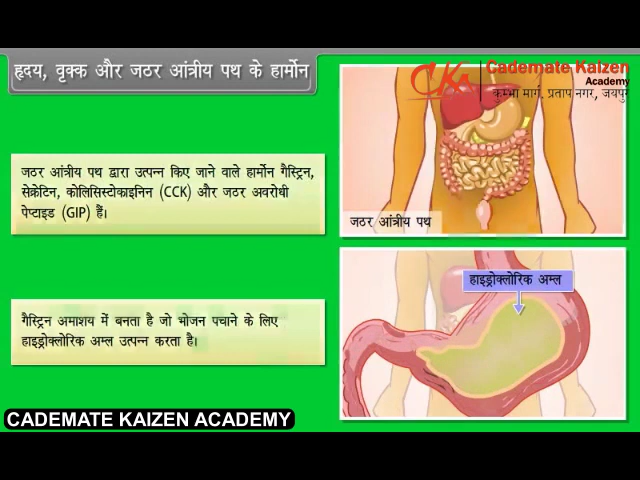 हृदय, वृक्क और जठर आंत्रीय पथ के हार्मोन
CKA
Cademate Kaizen
Academy
कुम्भा मार्ग, प्रताप नगर, जयपुर
जठर आंत्रीय पथ द्वारा उत्पन्न किए जाने वाले हार्मोन गैस्ट्रिन,
सेक्रेटिन, कोलिसिस्टोकाइनिन (CCK) और जठर अवरोधी
पेप्टाइड (GIP) हैं।
जठर आंत्रीय पथ
हाइड्रोक्लोरिक अम्ल
गैस्ट्रिन अमाशय में बनता है जो भोजन पचाने के लिए
हाइड्रोक्लोरिक अम्ल उत्पन्न करता है।
CADEMATE KAIZEN ACADEMY